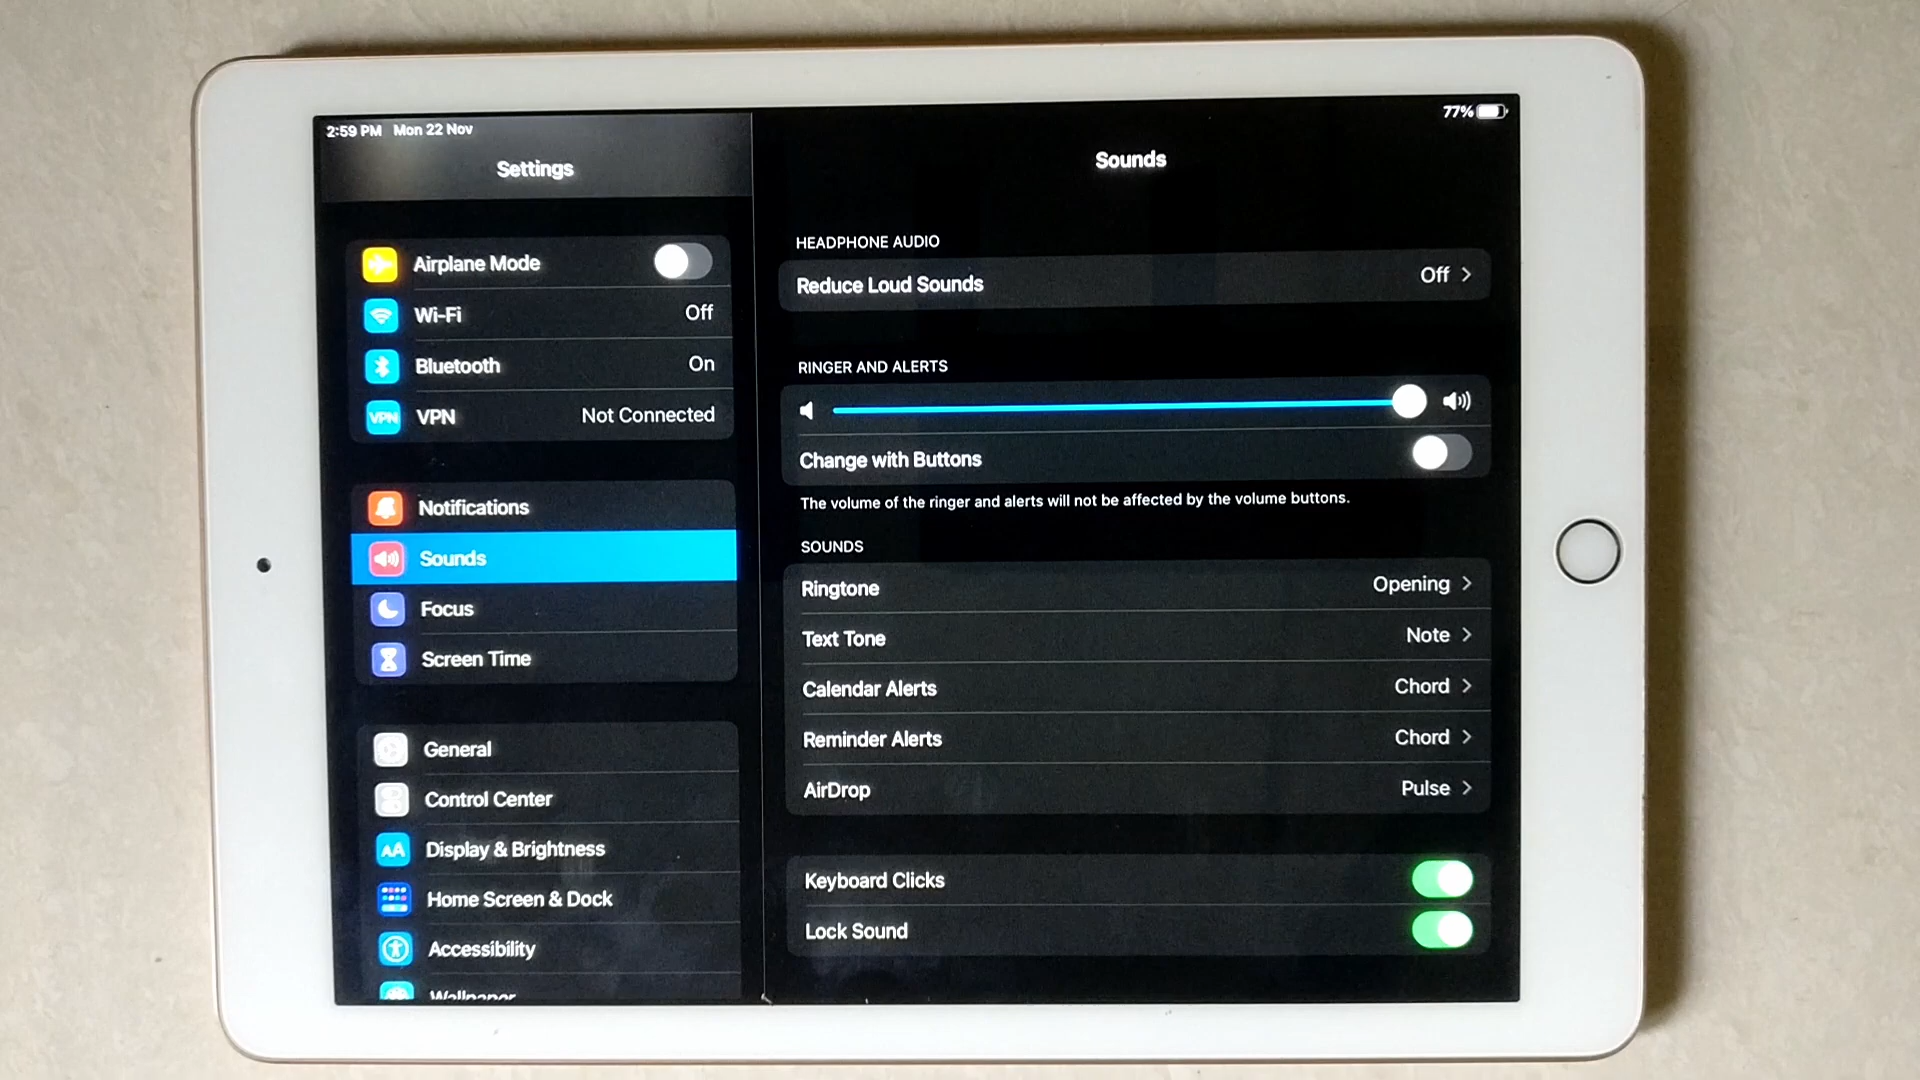 2:59 PM Mon 22 Nov
77%
Settings
Airplane Mode
Wi-Fi Off
Bluetooth On
VPN VPN Not Connected
Notifications
Sounds
Focus
Screen Time
General
Control Center
AA Display & Brightness
Home Screen & Dock
Accessibility
Wallpaper
Sounds
HEADPHONE AUDIO
Reduce Loud Sounds Off
RINGER AND ALERTS
Change with Buttons
The volume of the ringer and alerts will not be affected by the volume buttons.
SOUNDS
Ringtone Opening
Text Tone Note
Calendar Alerts Chord
Reminder Alerts Chord
AirDrop Pulse
Keyboard Clicks
Lock Sound